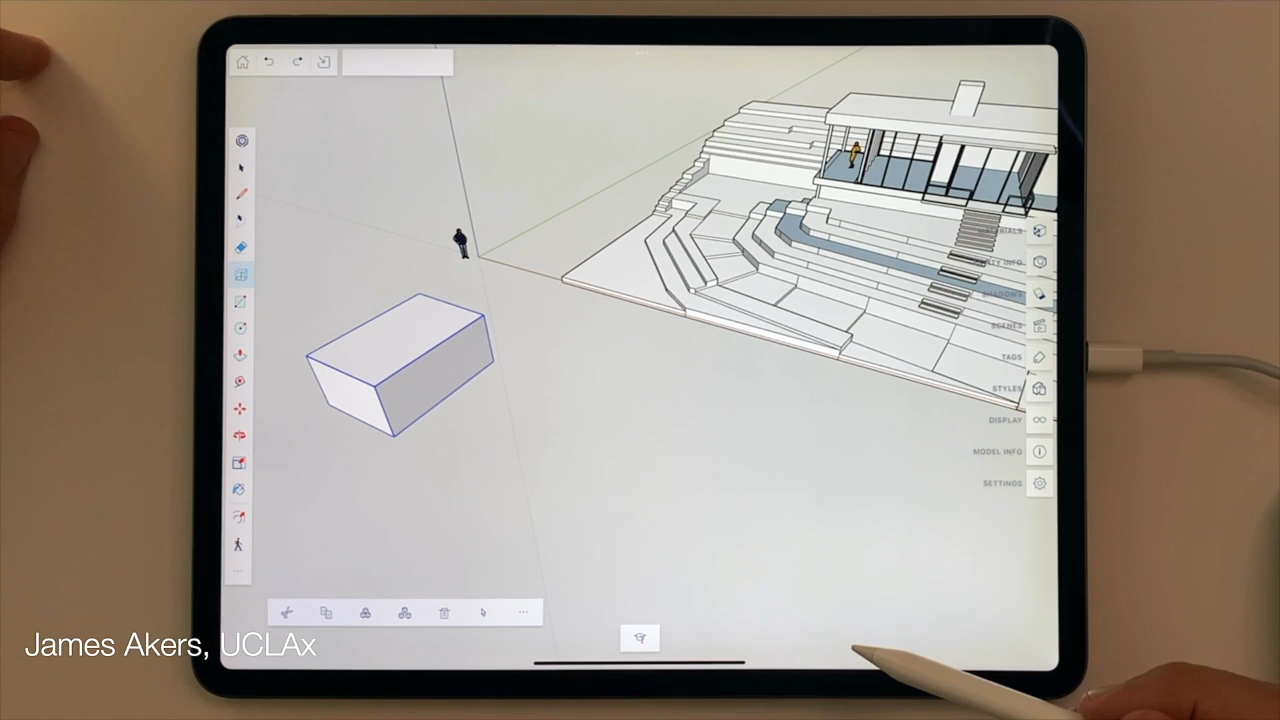 MATERIALS
ENTITY INFO
SHADOWS
SCENES
TAGS
STYLES
DISPLAY
MODEL INFO
SETTINGS
James Akers, UCLAx